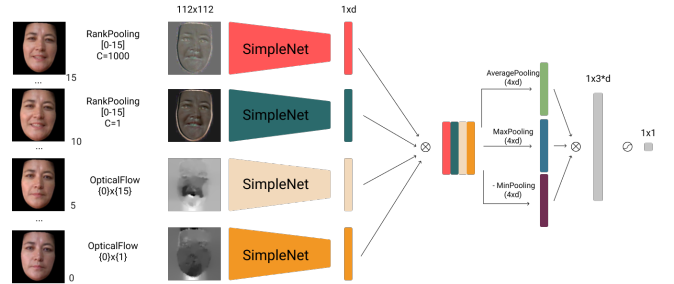 112x112
1xd
RankPooling
[0-15]
C=1000
SimpleNet
15
...
RankPooling
[0-15]
C=1
SimpleNet
10
OpticalFlow
{0}x{15}
SimpleNet
5
...
OpticalFlow
{0}x{1}
SimpleNet
0
AveragePooling
(4xd)
MaxPooling
(4xd)
- MinPooling
(4xd)
1x3*d
1x1